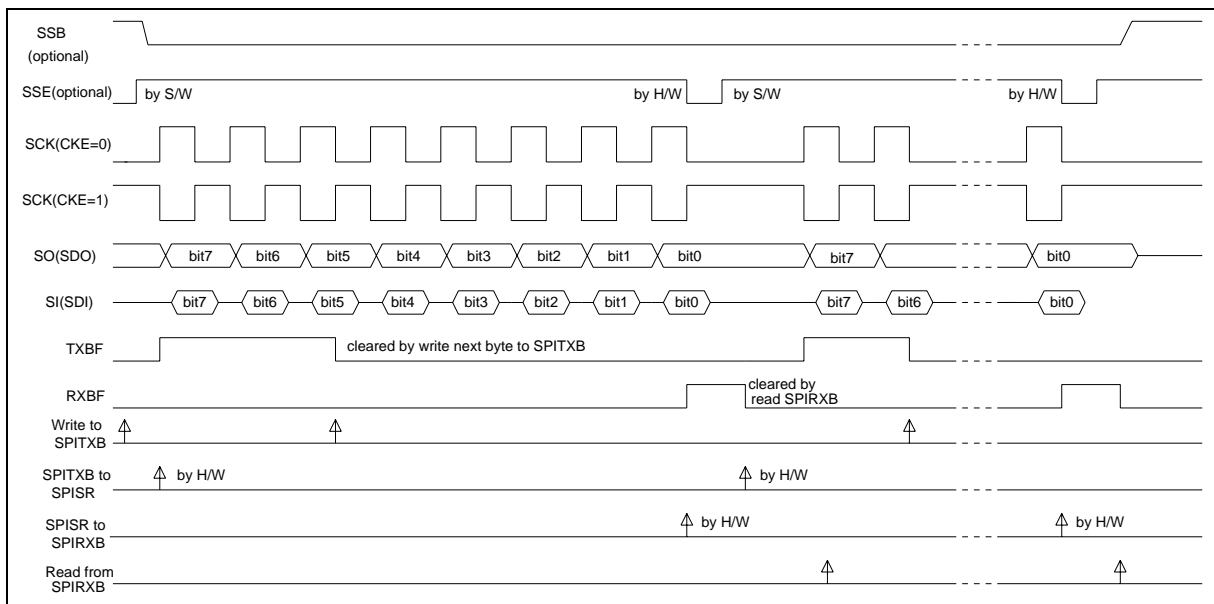 SSB
(optional)
SSE(optional) by S/W by H/W by S/W by H/W
SCK(CKE=0)
SCK(CKE=1)
SO(SDO) bit7 bit6 bit5 bit4 bit3 bit2 bit1 bit0 bit7 bit0
SI(SDI) bit7 bit6 bit5 bit4 bit3 bit2 bit1 bit0 bit7 bit6 bit0
TXBF cleared by write next byte to SPITXB
RXBF cleared by
read SPIRXB
Write to
SPITXB
SPITXB to
SPISR by H/W by H/W
SPISR to
SPIRXB by H/W by H/W
Read from
SPIRXB